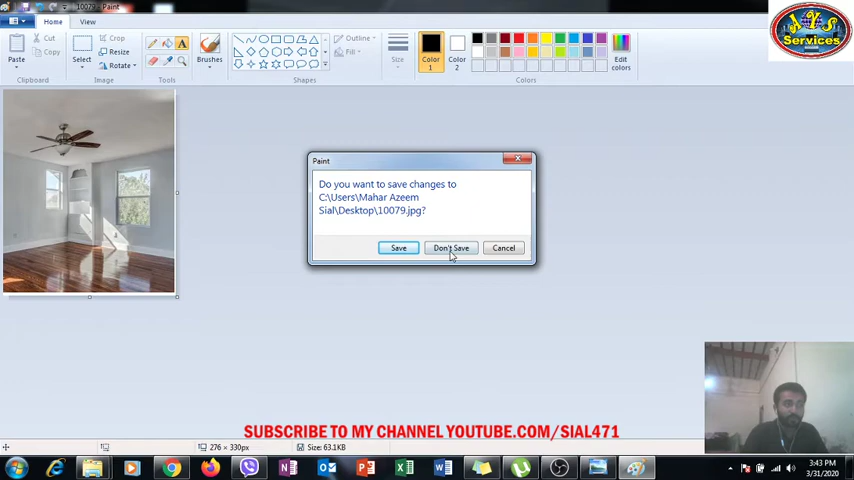 10079 - Paint
Home View
Paste
Cut
Copy
Clipboard
Select
Crop
Resize
Rotate
Image
A
Tools
Brushes
Outline
Fill
Shapes
Size
Color 1
Color 2
Edit colors
Colors
JYS
Services
Paint
Do you want to save changes to
C:\Users\Mahar Azeem
Sial\Desktop\10079.jpg?
Save Don't Save Cancel
SUBSCRIBE TO MY CHANNEL YOUTUBE.COM/SIAL471
276 × 330px Size: 63.1KB
3:43 PM
3/31/2020